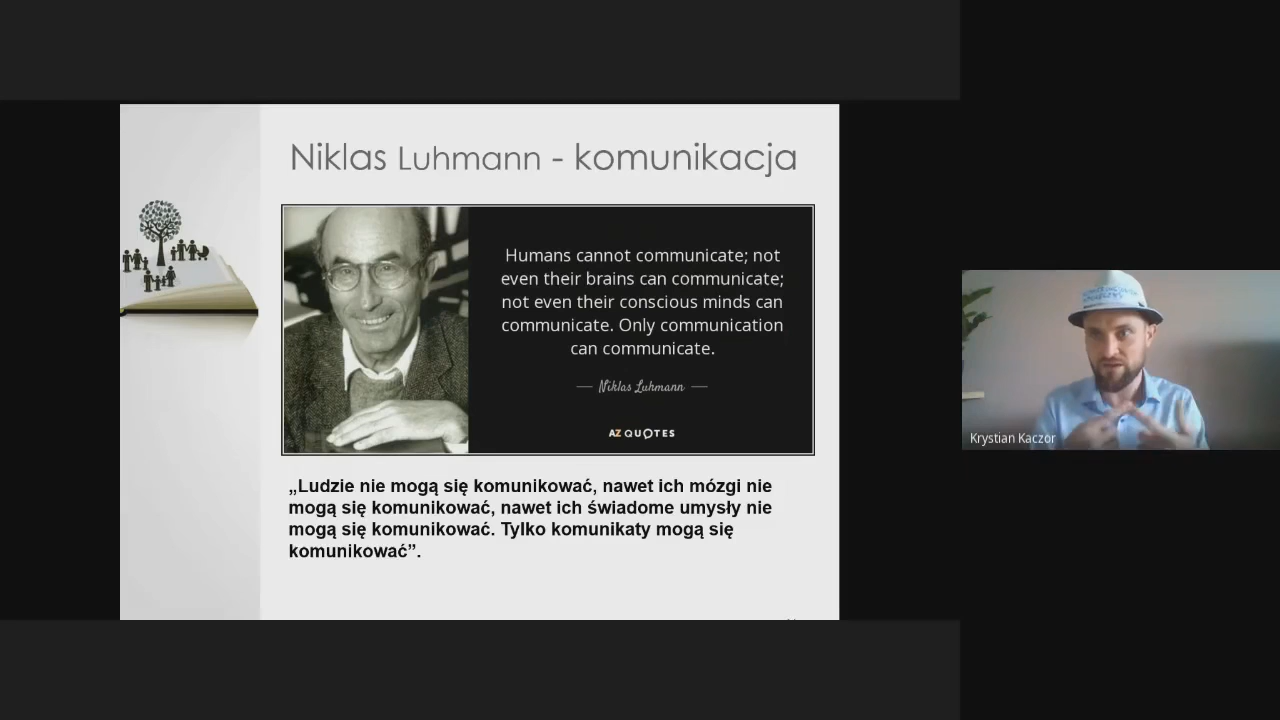 Niklas Luhmann - komunikacja
Humans cannot communicate; not
even their brains can communicate;
not even their conscious minds can
communicate. Only communication
can communicate.
Niklas Luhmann
AZ QUOTES
„Ludzie nie mogą się komunikować, nawet ich mózgi nie
mogą się komunikować, nawet ich świadome umysły nie
mogą się komunikować. Tylko komunikaty mogą się
komunikować”.
Krystian Kaczor